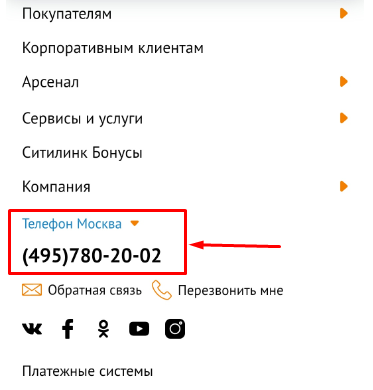 Покупателям
Корпоративным клиентам
Арсенал
Сервисы и услуги
Ситилинк Бонусы
Компания
Телефон Москва
(495)780-20-02
Обратная связь Перезвонить мне
Платежные системы